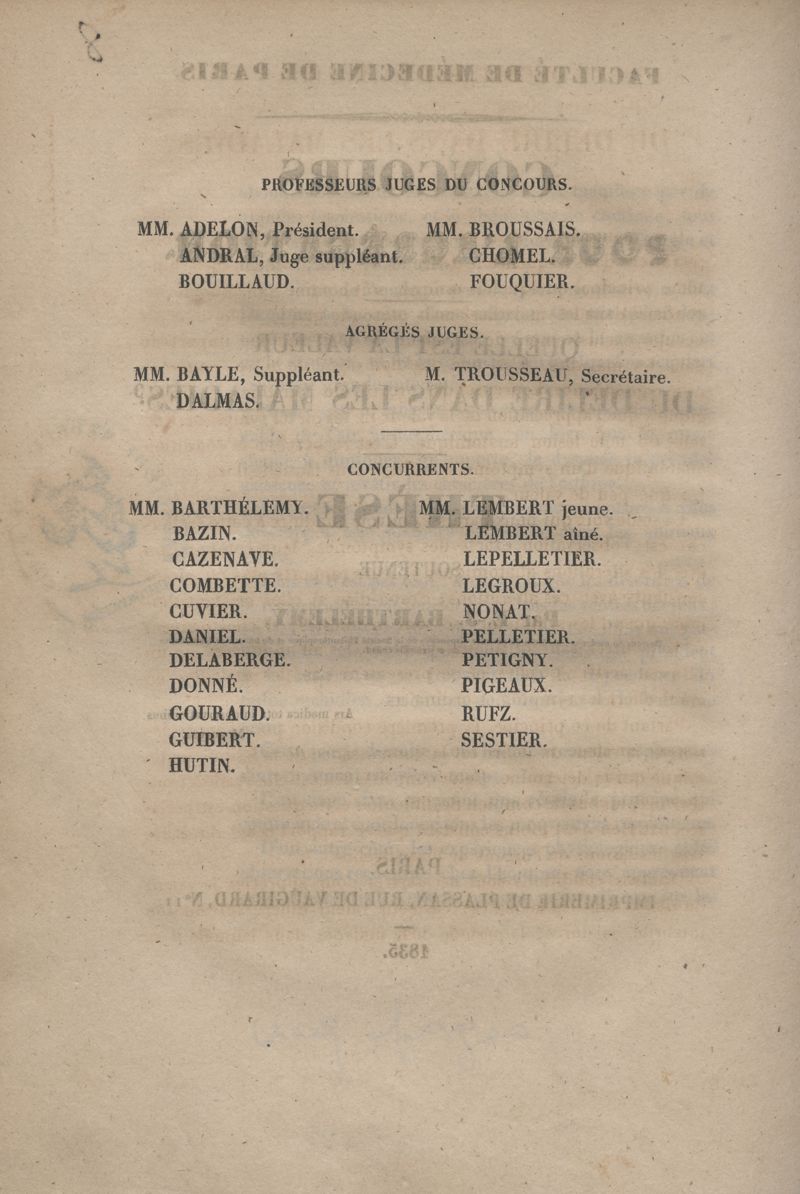 PROFESSEURS JUGES DU CONCOURS.
MM. ADELON, Président. MM. BROUSSAIS.
ANDRAL, Juge suppléant. CHOMEL.
BOUILLAUD. FOUQUIER.
AGRÉGÉS JUGES.
MM. BAYLE, Suppléant. M. TROUSSEAU, Secrétaire.
DALMAS.
CONCURRENTS.
MM. BARTHÉLEMY. MM. LEMBERT jeune.
BAZIN. LEMBERT aîné.
CAZENAVE. LEPELLETIER.
COMBETTE. LEGROUX.
CUVIER. NONAT.
DANIEL. PELLETIER.
DELABERGE. PETIGNY.
DONNÉ. PIGEAUX.
GOURAUD. RUFZ.
GUIBERT. SESTIER.
HUTIN.